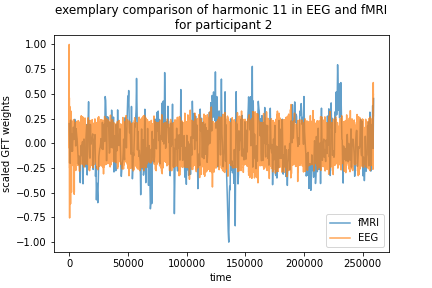 exemplary comparison of harmonic 11 in EEG and fMRI
for participant 2
1.00
0.75
0.50
0.25
0.00
−0.25
−0.50
−0.75
−1.00
scaled GFT weights
0 50000 100000 150000 200000 250000
time
fMRI
EEG